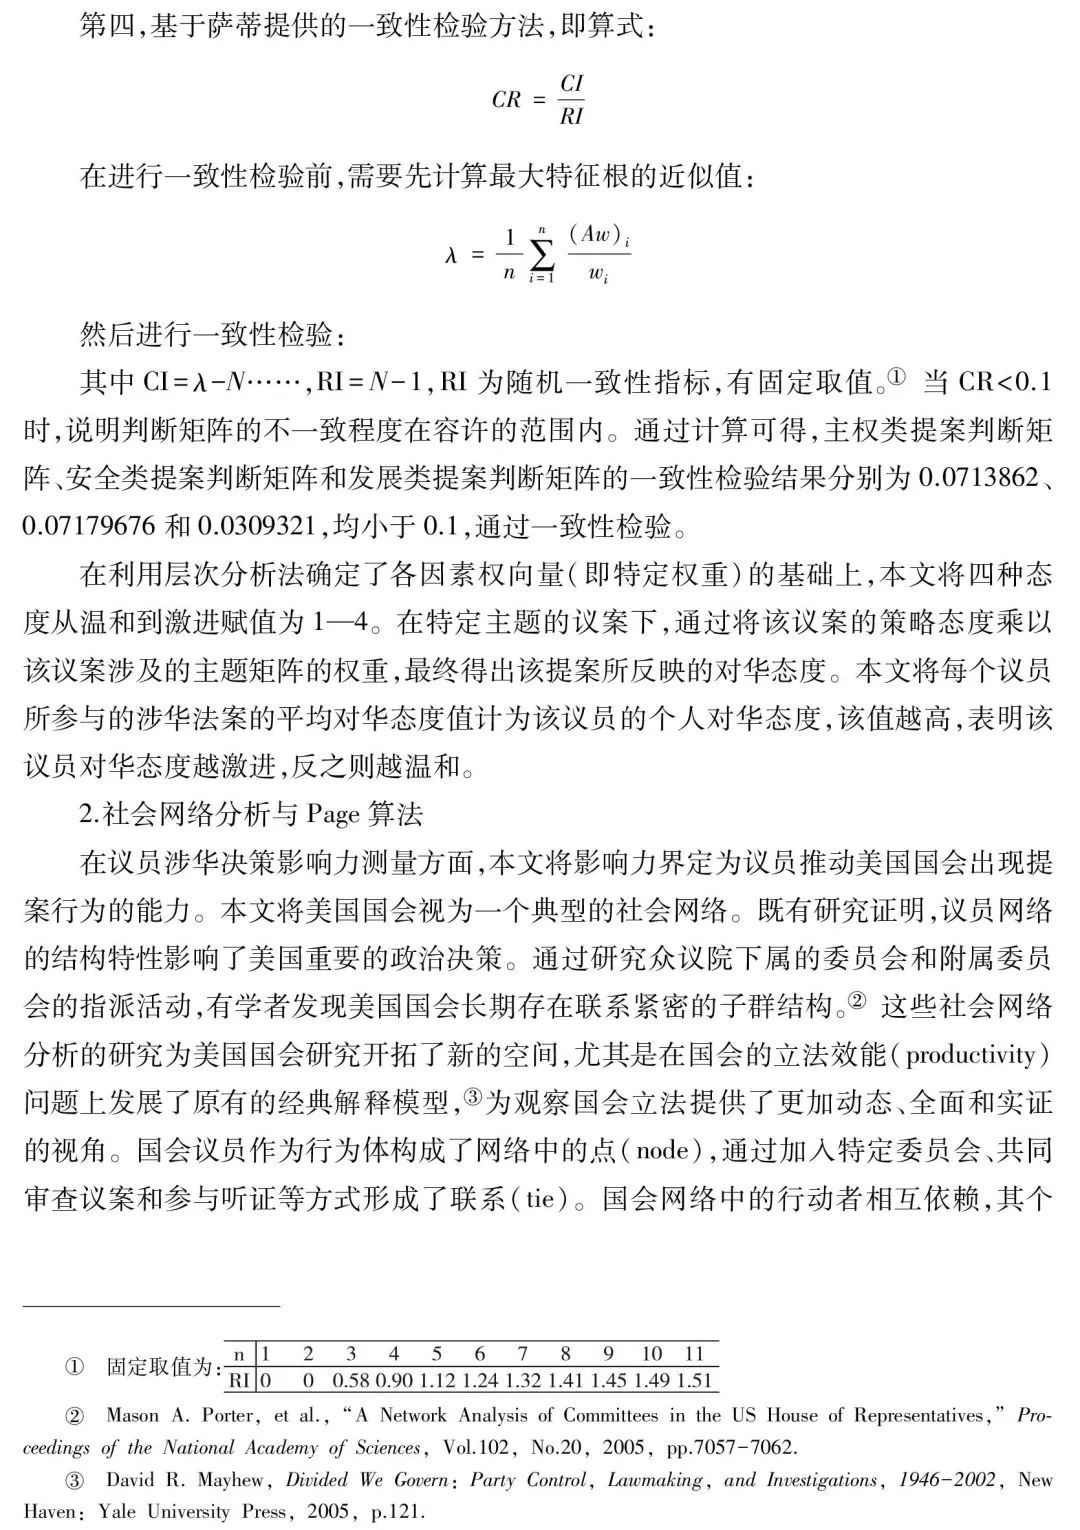 第四,基于萨蒂提供的一致性检验方法,即算式:
CR = CI/RI
在进行一致性检验前,需要先计算最大特征根的近似值:
λ = 1/n ∑_{i=1}^{n} (Aw)_i/w_i
然后进行一致性检验:
其中 CI=λ-N……,RI=N-1,RI 为随机一致性指标,有固定取值。① 当 CR<0.1
时,说明判断矩阵的不一致程度在容许的范围内。通过计算可得,主权类提案判断矩
阵、安全类提案判断矩阵和发展类提案判断矩阵的一致性检验结果分别为 0.0713862、
0.07179676 和 0.0309321,均小于 0.1,通过一致性检验。
在利用层次分析法确定了各因素权向量(即特定权重)的基础上,本文将四种态
度从温和到激进赋值为 1—4。在特定主题的议案下,通过将该议案的策略态度乘以
该议案涉及的主题矩阵的权重,最终得出该提案所反映的对华态度。本文将每个议员
所参与的涉华法案的平均对华态度值计为该议员的个人对华态度,该值越高,表明该
议员对华态度越激进,反之则越温和。
2.社会网络分析与 Page 算法
在议员涉华决策影响力测量方面,本文将影响力界定为议员推动美国国会出现提
案行为的能力。本文将美国国会视为一个典型的社会网络。既有研究证明,议员网络
的结构特性影响了美国重要的政治决策。通过研究众议院下属的委员会和附属委员
会的指派活动,有学者发现美国国会长期存在联系紧密的子群结构。② 这些社会网络
分析的研究为美国国会研究开拓了新的空间,尤其是在国会的立法效能(productivity)
问题上发展了原有的经典解释模型,③为观察国会立法提供了更加动态、全面和实证
的视角。国会议员作为行为体构成了网络中的点(node),通过加入特定委员会、共同
审查议案和参与听证等方式形成了联系(tie)。国会网络中的行动者相互依赖,其个
① 固定取值为:
n 1 2 3 4 5 6 7 8 9 10 11
RI 0 0 0.58 0.90 1.12 1.24 1.32 1.41 1.45 1.49 1.51
② Mason A. Porter, et al., “A Network Analysis of Committees in the US House of Representatives,” Pro-
ceedings of the National Academy of Sciences, Vol.102, No.20, 2005, pp.7057-7062.
③ David R. Mayhew, Divided We Govern: Party Control, Lawmaking, and Investigations, 1946-2002, New
Haven: Yale University Press, 2005, p.121.